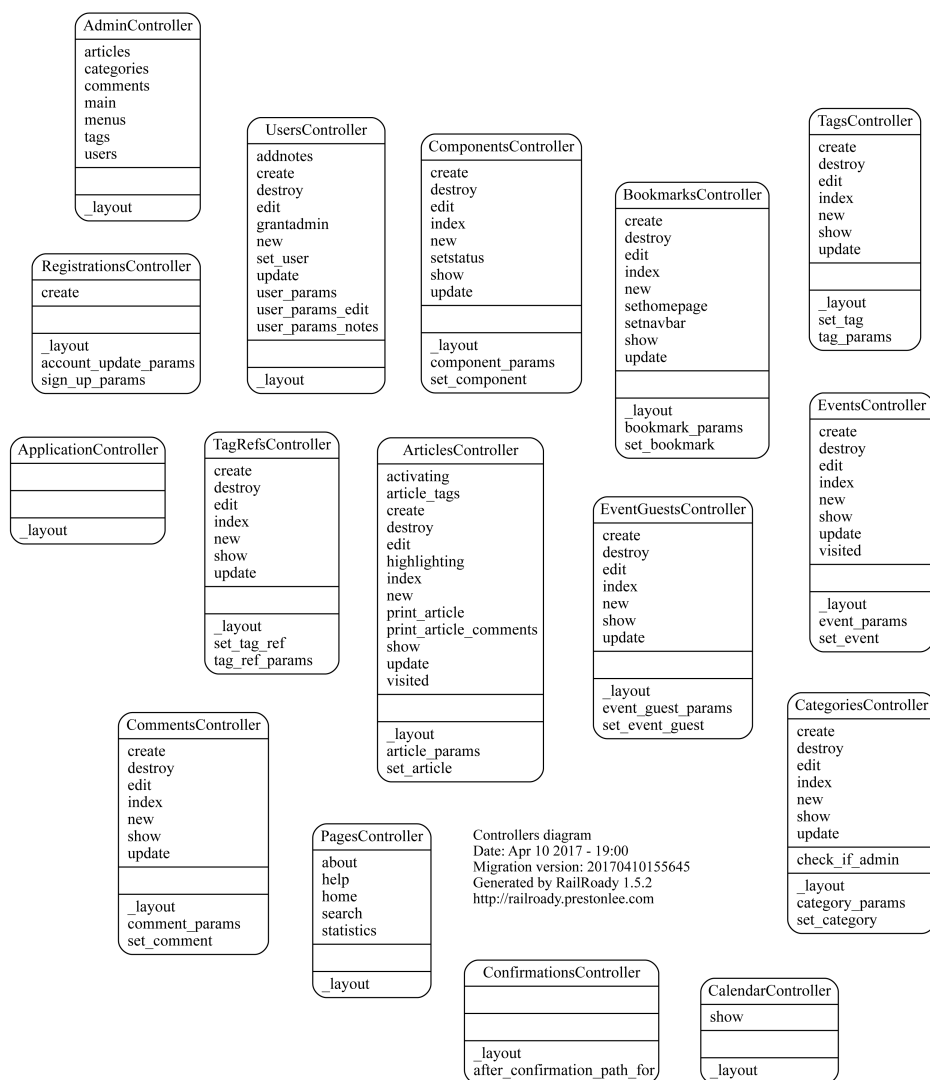 AdminController
articles
categories
comments
main
menus
tags
users
_layout
UsersController
addnotes
create
destroy
edit
grantadmin
new
set_user
update
user_params
user_params_edit
user_params_notes
_layout
ComponentsController
create
destroy
edit
index
new
setstatus
show
update
_layout
component_params
set_component
BookmarksController
create
destroy
edit
index
new
sethomepage
setnavbar
show
update
_layout
bookmark_params
set_bookmark
TagsController
create
destroy
edit
index
new
show
update
_layout
set_tag
tag_params
RegistrationsController
create
_layout
account_update_params
sign_up_params
ApplicationController
_layout
TagRefsController
create
destroy
edit
index
new
show
update
_layout
set_tag_ref
tag_ref_params
ArticlesController
activating
article_tags
create
destroy
edit
highlighting
index
new
print_article
print_article_comments
show
update
visited
_layout
article_params
set_article
EventGuestsController
create
destroy
edit
index
new
show
update
_layout
event_guest_params
set_event_guest
EventsController
create
destroy
edit
index
new
show
update
visited
_layout
event_params
set_event
CommentsController
create
destroy
edit
index
new
show
update
_layout
comment_params
set_comment
PagesController
about
help
home
search
statistics
_layout
Controllers diagram
Date: Apr 10 2017 - 19:00
Migration version: 20170410155645
Generated by RailRoady 1.5.2
http://railroady.prestonlee.com
CategoriesController
create
destroy
edit
index
new
show
update
check_if_admin
_layout
category_params
set_category
ConfirmationsController
_layout
after_confirmation_path_for
CalendarController
show
_layout